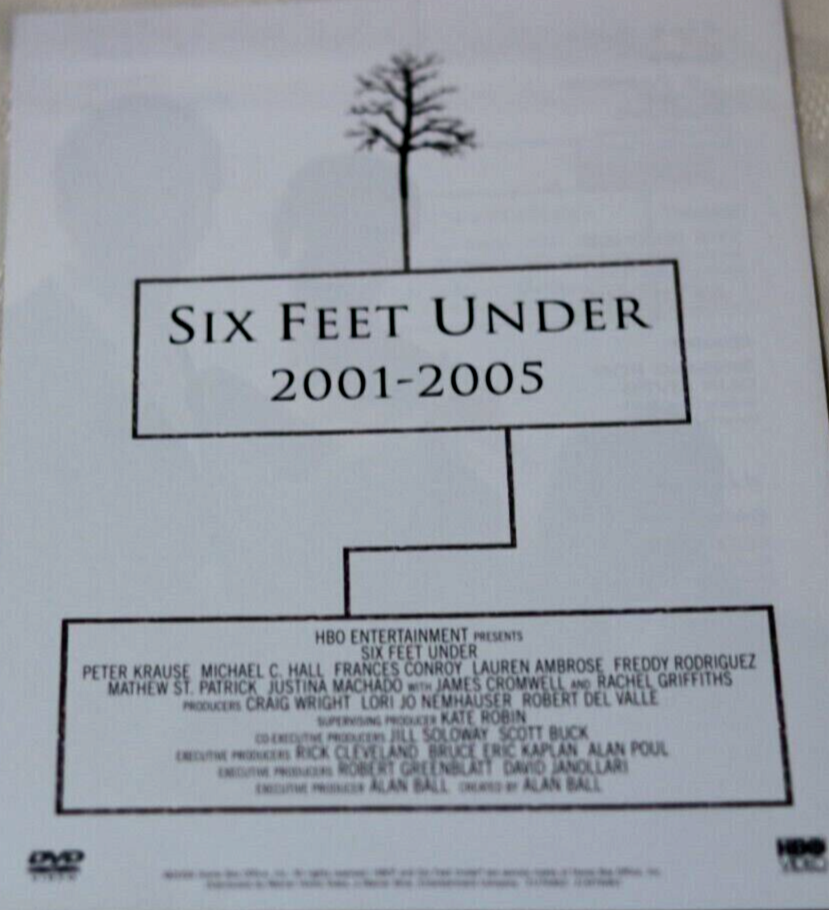 SIX FEET UNDER
2001-2005
HBO ENTERTAINMENT PRESENTS
SIX FEET UNDER
PETER KRAUSE MICHAEL C. HALL FRANCES CONROY LAUREN AMBROSE FREDDY RODRIGUEZ
MATHEW ST. PATRICK JUSTINA MACHADO WITH JAMES CROMWELL AND RACHEL GRIFFITHS
PRODUCERS CRAIG WRIGHT LORI JO NEMHAUSER ROBERT DEL VALLE
SUPERVISING PRODUCER KATE ROBIN
CO-EXECUTIVE PRODUCERS JILL SOLOWAY SCOTT BUCK
EXECUTIVE PRODUCERS RICK CLEVELAND BRUCE ERIC KAPLAN ALAN POUL
EXECUTIVE PRODUCERS ROBERT GREENBLATT DAVID JANOLLARI
EXECUTIVE PRODUCER ALAN BALL CREATED BY ALAN BALL
DVD
VIDEO
HBO
VIDEO